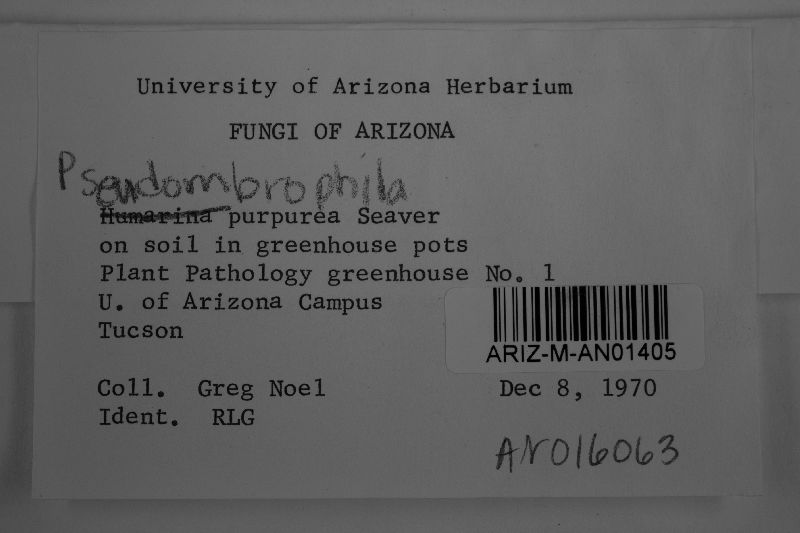 University of Arizona Herbarium
FUNGI OF ARIZONA
Pseudombrophila
Humarina purpurea Seaver
on soil in greenhouse pots
Plant Pathology greenhouse No. 1
U. of Arizona Campus
Tucson
ARIZ-M-AN01405
Coll. Greg Noel Dec 8, 1970
Ident. RLG
AN016063